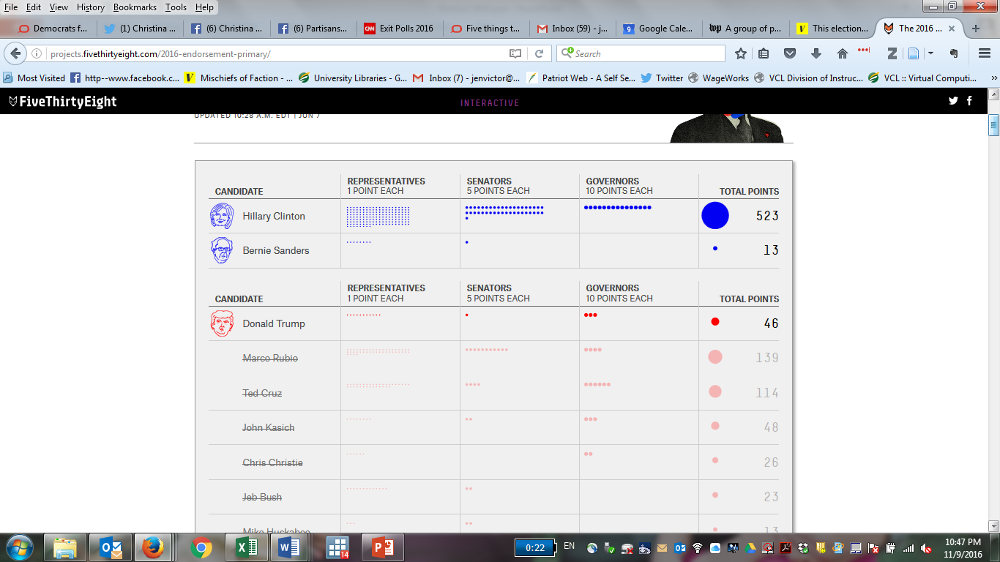 File Edit View History Bookmarks Tools Help
Democrats f... (1) Christina ... (6) Christina ... (6) Partisans... Exit Polls 2016 Five things t... Inbox (59) - j... Google Cale... A group of p... This election... The 2016 ...
projects.fivethirtyeight.com/2016-endorsement-primary/ Search
Most Visited http--www.facebook.c... Mischiefs of Faction - ... University Libraries - G... Inbox (7) - jenvictor@... Patriot Web - A Self Se... Twitter WageWorks VCL Division of Instruc... VCL :: Virtual Computi...
FiveThirtyEight INTERACTIVE
UPDATED 10:28 A.M. EDT | JUN 7
CANDIDATE REPRESENTATIVES 1 POINT EACH SENATORS 5 POINTS EACH GOVERNORS 10 POINTS EACH TOTAL POINTS
Hillary Clinton 523
Bernie Sanders 13
CANDIDATE REPRESENTATIVES 1 POINT EACH SENATORS 5 POINTS EACH GOVERNORS 10 POINTS EACH TOTAL POINTS
Donald Trump 46
Marco Rubio 139
Ted Cruz 114
John Kasich 48
Chris Christie 26
Jeb Bush 23
Mike Huckabee 13
0:22 EN 10:47 PM
11/9/2016